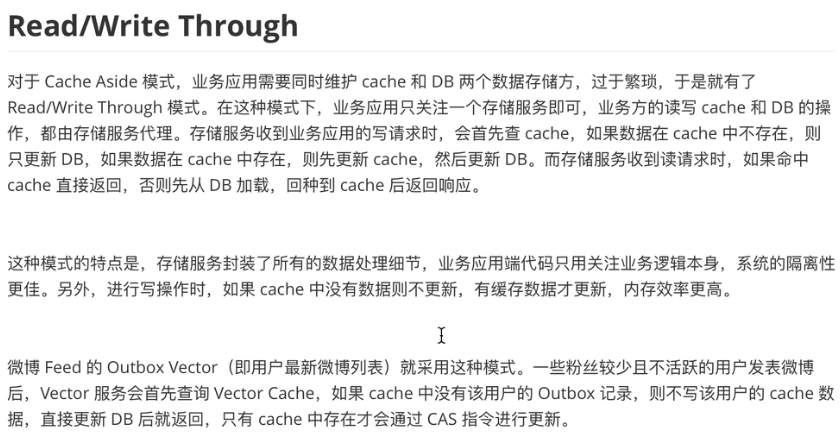 Read/Write Through
对于 Cache Aside 模式，业务应用需要同时维护 cache 和 DB 两个数据存储方，过于繁琐，于是就有了
Read/Write Through 模式。在这种模式下，业务应用只关注一个存储服务即可，业务方的读写 cache 和 DB 的操
作，都由存储服务代理。存储服务收到业务应用的写请求时，会首先查 cache，如果数据在 cache 中不存在，则
只更新 DB，如果数据在 cache 中存在，则先更新 cache，然后更新 DB。而存储服务收到读请求时，如果命中
cache 直接返回，否则先从 DB 加载，回种到 cache 后返回响应。
这种模式的特点是，存储服务封装了所有的数据处理细节，业务应用端代码只用关注业务逻辑本身，系统的隔离性
更佳。另外，进行写操作时，如果 cache 中没有数据则不更新，有缓存数据才更新，内存效率更高。
微博 Feed 的 Outbox Vector（即用户最新微博列表）就采用这种模式。一些粉丝较少且不活跃的用户发表微博
后，Vector 服务会首先查询 Vector Cache，如果 cache 中没有该用户的 Outbox 记录，则不写该用户的 cache 数
据，直接更新 DB 后就返回，只有 cache 中存在才会通过 CAS 指令进行更新。